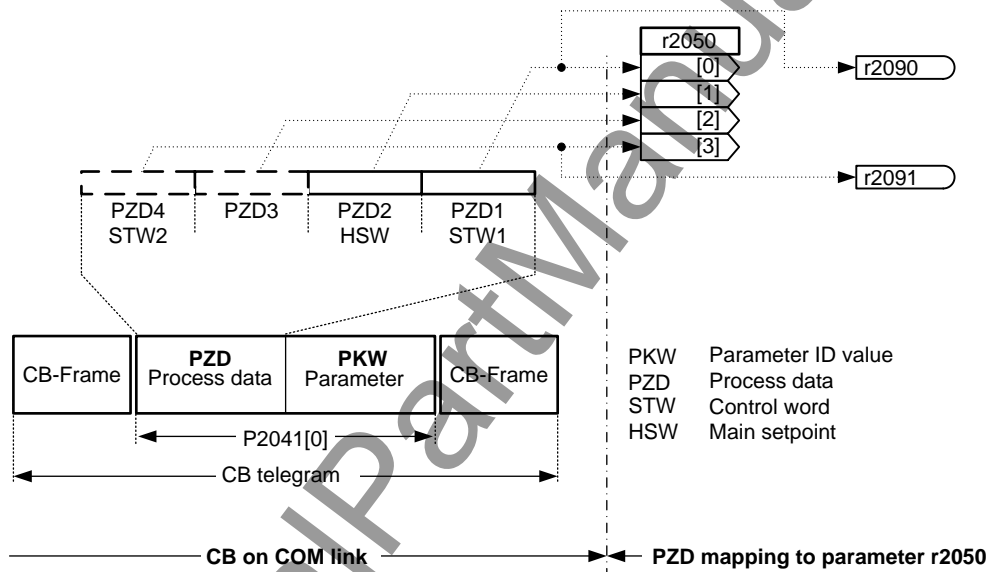 r2050
[0]
r2090
[1]
[2]
[3]
r2091
PZD4 PZD3 PZD2 PZD1
STW2 HSW STW1
CB-Frame PZD PKW CB-Frame
Process data Parameter
P2041[0]
CB telegram
PKW Parameter ID value
PZD Process data
STW Control word
HSW Main setpoint
CB on COM link PZD mapping to parameter r2050